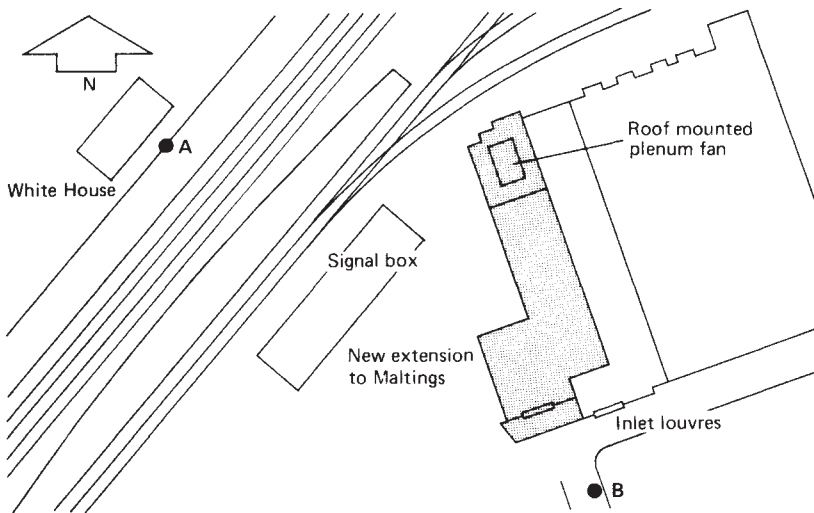 N
A
White House
Roof mounted
plenum fan
Signal box
New extension
to Maltings
Inlet louvres
B